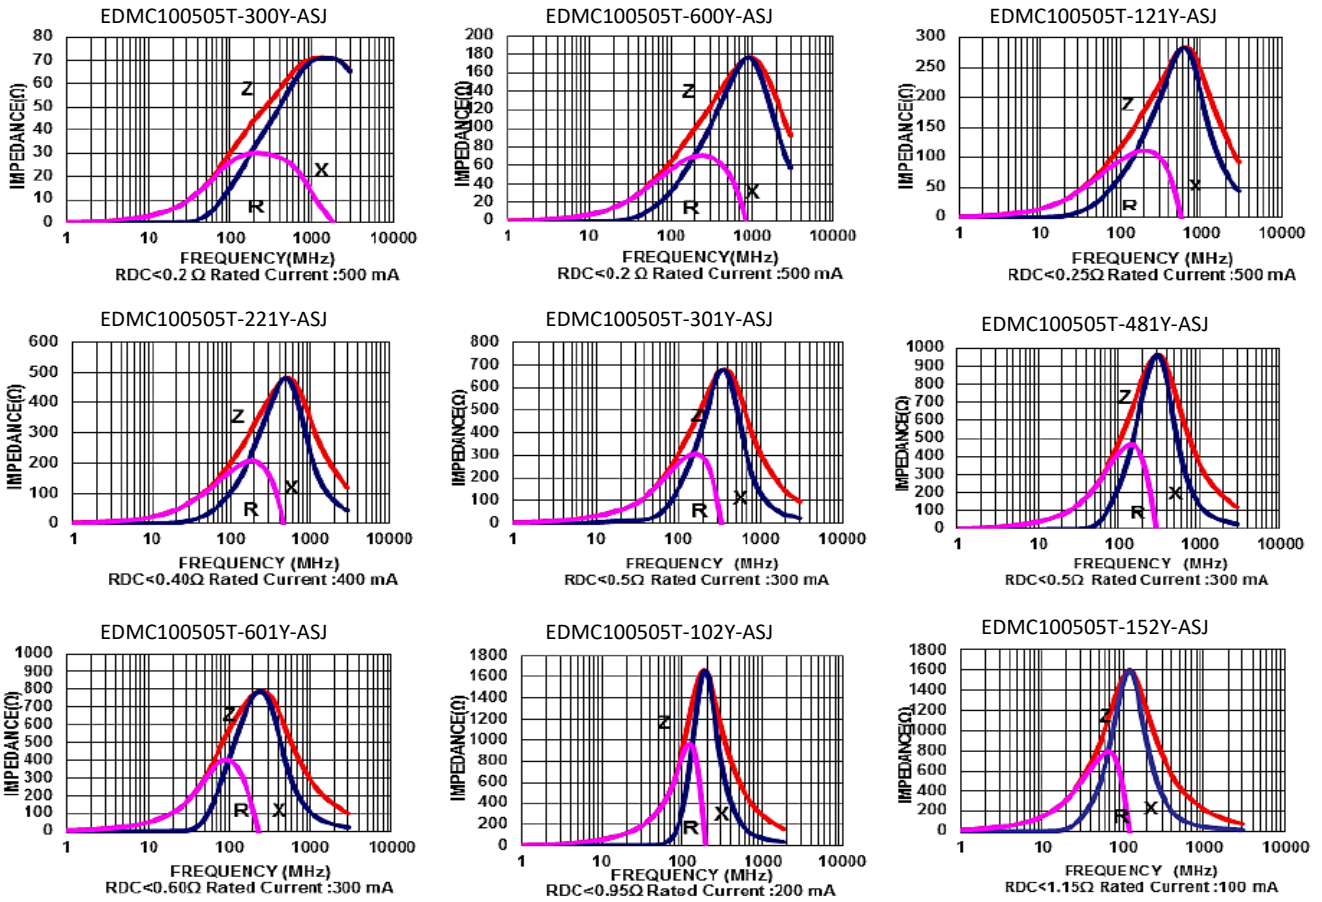 EDMC100505T-300Y-ASJ
80
70
60
50
40
30
20
10
0
IMPEDANCE(Ω)
Z
X
R
1 10 100 1000 10000
FREQUENCY(MHz)
RDC<0.2 Ω Rated Current :500 mA
EDMC100505T-600Y-ASJ
200
180
160
140
120
100
80
60
40
20
0
IMPEDANCE(Ω)
Z
X
R
1 10 100 1000 10000
FREQUENCY(MHz)
RDC<0.2 Ω Rated Current :500 mA
EDMC100505T-121Y-ASJ
300
250
200
150
100
50
0
IMPEDANCE(Ω)
Z
X
R
1 10 100 1000 10000
FREQUENCY (MHz)
RDC<0.25Ω Rated Current :500 mA
EDMC100505T-221Y-ASJ
600
500
400
300
200
100
0
IMPEDANCE(Ω)
Z
X
R
1 10 100 1000 10000
FREQUENCY (MHz)
RDC<0.40Ω Rated Current :400 mA
EDMC100505T-301Y-ASJ
800
700
600
500
400
300
200
100
0
IMPEDANCE(Ω)
Z
X
R
1 10 100 1000 10000
FREQUENCY (MHz)
RDC<0.5Ω Rated Current :300 mA
EDMC100505T-481Y-ASJ
1000
900
800
700
600
500
400
300
200
100
0
IMPEDANCE(Ω)
Z
X
R
1 10 100 1000 10000
FREQUENCY (MHz)
RDC<0.5Ω Rated Current :300 mA
EDMC100505T-601Y-ASJ
1000
900
800
700
600
500
400
300
200
100
0
IMPEDANCE(Ω)
Z
R X
1 10 100 1000 10000
FREQUENCY (MHz)
RDC<0.60Ω Rated Current :300 mA
EDMC100505T-102Y-ASJ
1800
1600
1400
1200
1000
800
600
400
200
0
IMPEDANCE(Ω)
Z
X
R
1 10 100 1000 10000
FREQUENCY (MHz)
RDC<0.95Ω Rated Current :200 mA
EDMC100505T-152Y-ASJ
1800
1600
1400
1200
1000
800
600
400
200
0
IMPEDANCE(Ω)
Z
X
R
1 10 100 1000 10000
FREQUENCY (MHz)
RDC<1.15Ω Rated Current :100 mA